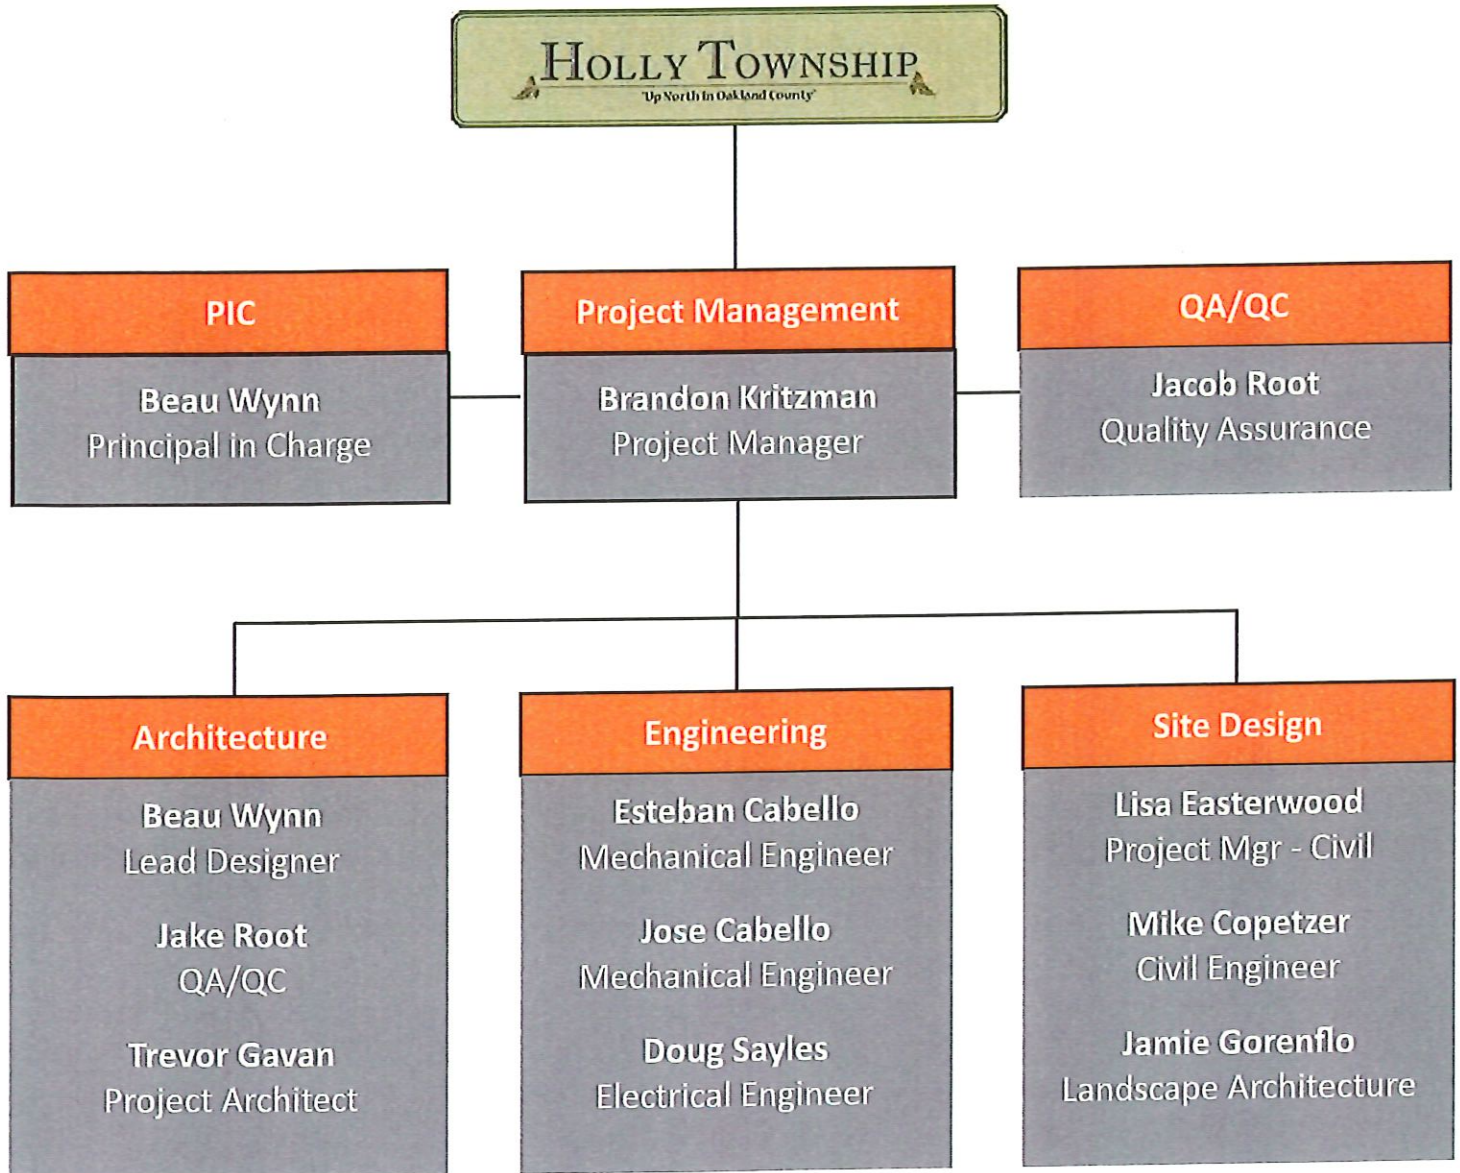 HOLLY TOWNSHIP
"Up North in Oakland County"
PIC
Beau Wynn
Principal in Charge
Project Management
Brandon Kritzman
Project Manager
QA/QC
Jacob Root
Quality Assurance
Architecture
Beau Wynn
Lead Designer
Jake Root
QA/QC
Trevor Gavan
Project Architect
Engineering
Esteban Cabello
Mechanical Engineer
Jose Cabello
Mechanical Engineer
Doug Sayles
Electrical Engineer
Site Design
Lisa Easterwood
Project Mgr - Civil
Mike Copetzer
Civil Engineer
Jamie Gorenflo
Landscape Architecture